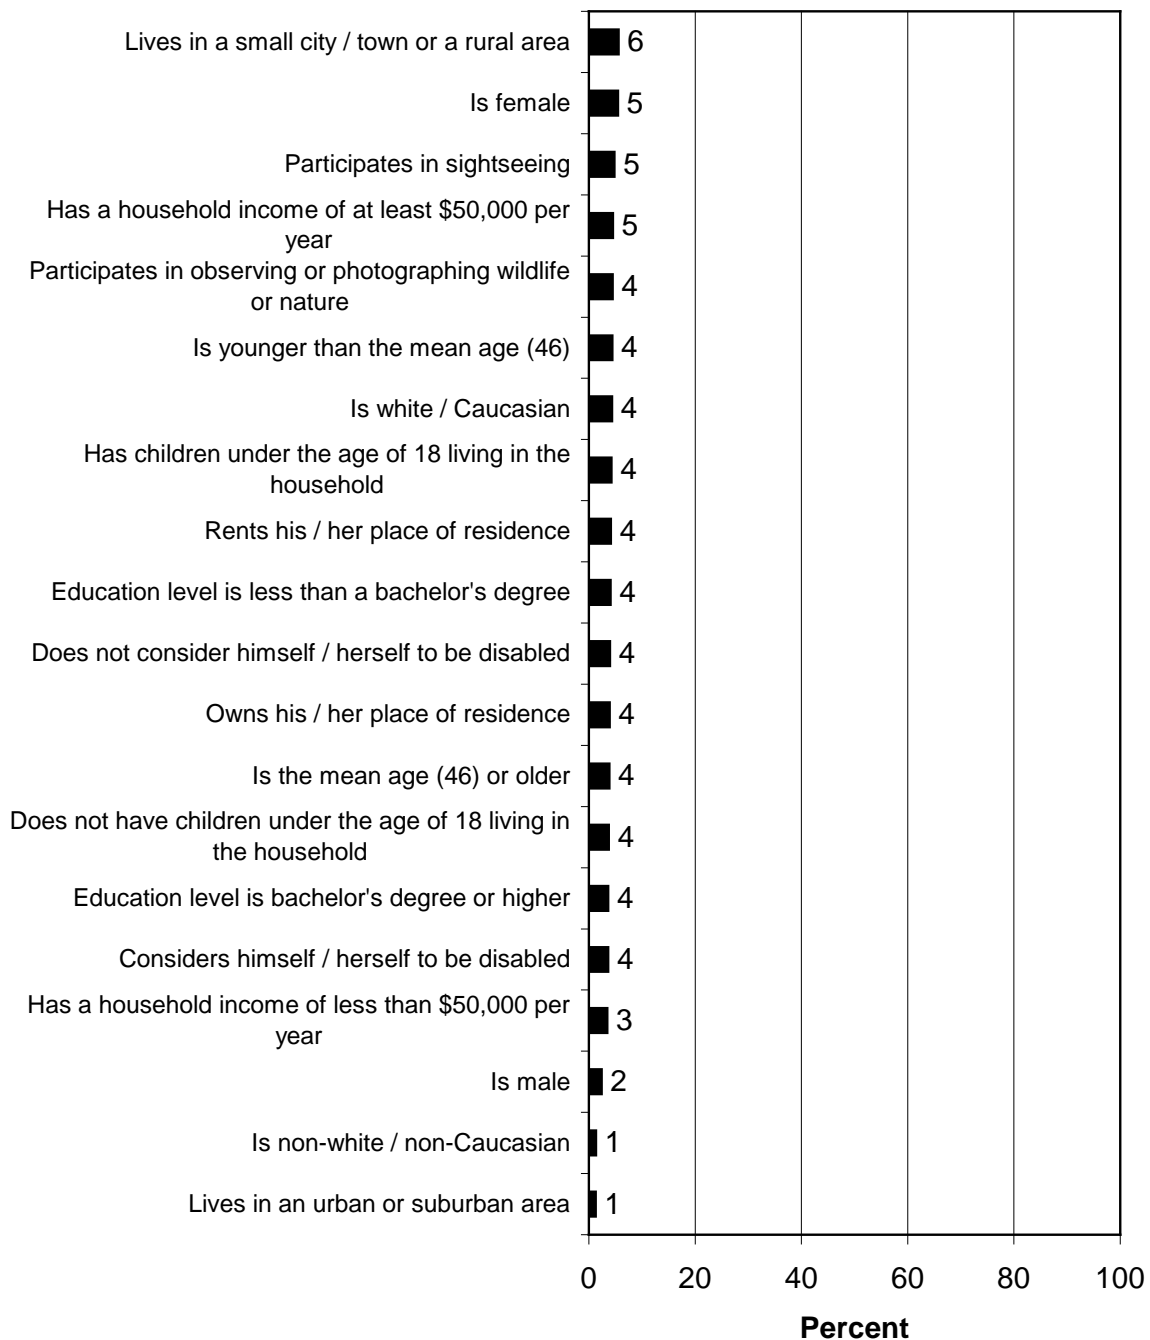 Lives in a small city / town or a rural area 6
Is female 5
Participates in sightseeing 5
Has a household income of at least $50,000 per
year 5
Participates in observing or photographing wildlife
or nature 4
Is younger than the mean age (46) 4
Is white / Caucasian 4
Has children under the age of 18 living in the
household 4
Rents his / her place of residence 4
Education level is less than a bachelor's degree 4
Does not consider himself / herself to be disabled 4
Owns his / her place of residence 4
Is the mean age (46) or older 4
Does not have children under the age of 18 living in
the household 4
Education level is bachelor's degree or higher 4
Considers himself / herself to be disabled 4
Has a household income of less than $50,000 per
year 3
Is male 2
Is non-white / non-Caucasian 1
Lives in an urban or suburban area 1
0 20 40 60 80 100
Percent